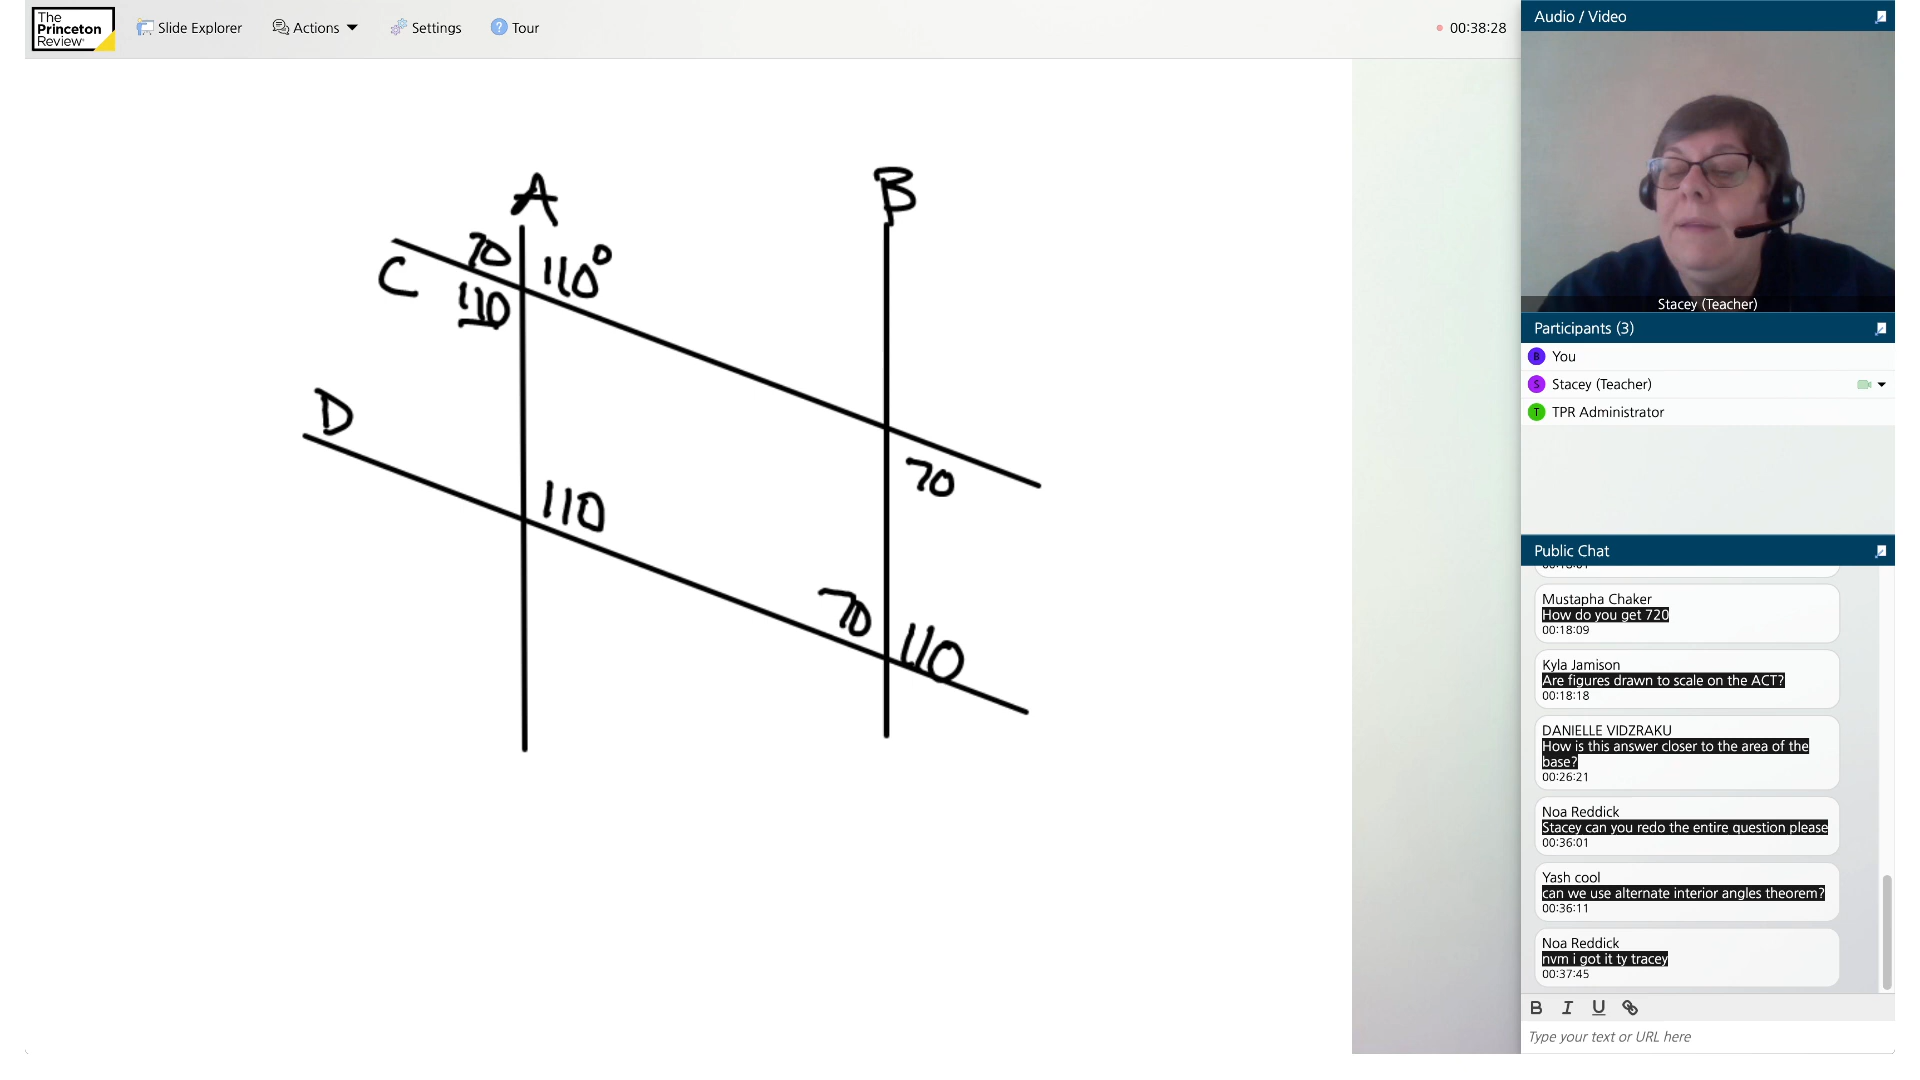 The
Princeton
Review
Slide Explorer
Actions
Settings
? Tour
00:38:28
A
B
70
110°
C
110
D
70
110
70
110
Audio / Video
Stacey (Teacher)
Participants (3)
B You
S Stacey (Teacher)
T TPR Administrator
Public Chat
Mustapha Chaker
How do you get 720
00:18:09
Kyla Jamison
Are figures drawn to scale on the ACT?
00:18:18
DANIELLE VIDZRAKU
How is this answer closer to the area of the
base?
00:26:21
Noa Reddick
Stacey can you redo the entire question please
00:36:01
Yash cool
can we use alternate interior angles theorem?
00:36:11
Noa Reddick
nvm i got it ty tracey
00:37:45
B I U
Type your text or URL here